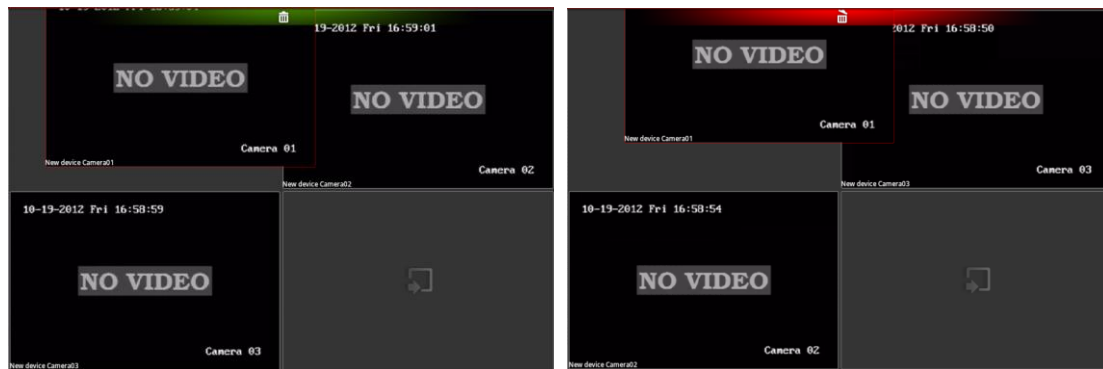 19-2012 Fri 16:59:01
NO VIDEO
NO VIDEO
Camera 01
New device Camera01
Camera 02
New device Camera02
10-19-2012 Fri 16:58:59
NO VIDEO
Camera 03
New device Camera03
2012 Fri 16:58:50
NO VIDEO
NO VIDEO
Camera 01
New device Camera01
Camera 03
New device Camera03
10-19-2012 Fri 16:58:54
NO VIDEO
Camera 02
New device Camera02